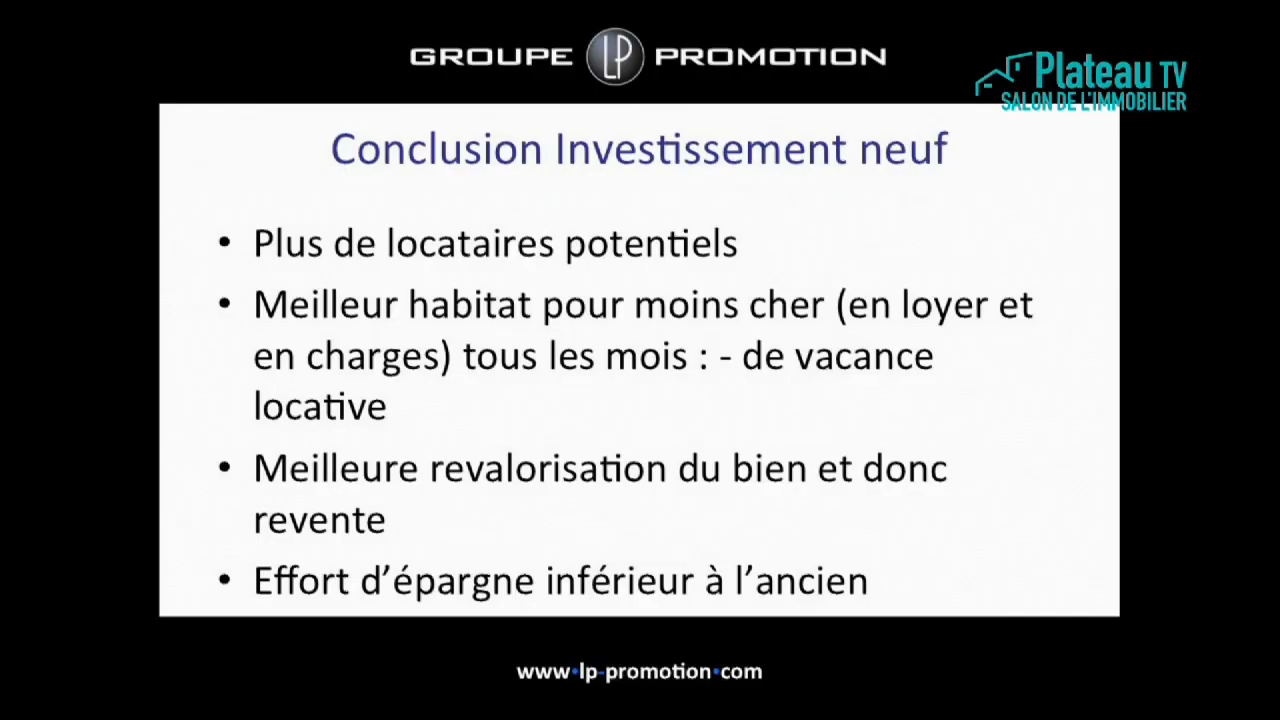 GROUPE LP PROMOTION
Plateau TV
SALON DE L'IMMOBILIER
Conclusion Investissement neuf
• Plus de locataires potentiels
• Meilleur habitat pour moins cher (en loyer et
en charges) tous les mois : - de vacance
locative
• Meilleure revalorisation du bien et donc
revente
• Effort d’épargne inférieur à l’ancien
www•lp-promotion•com